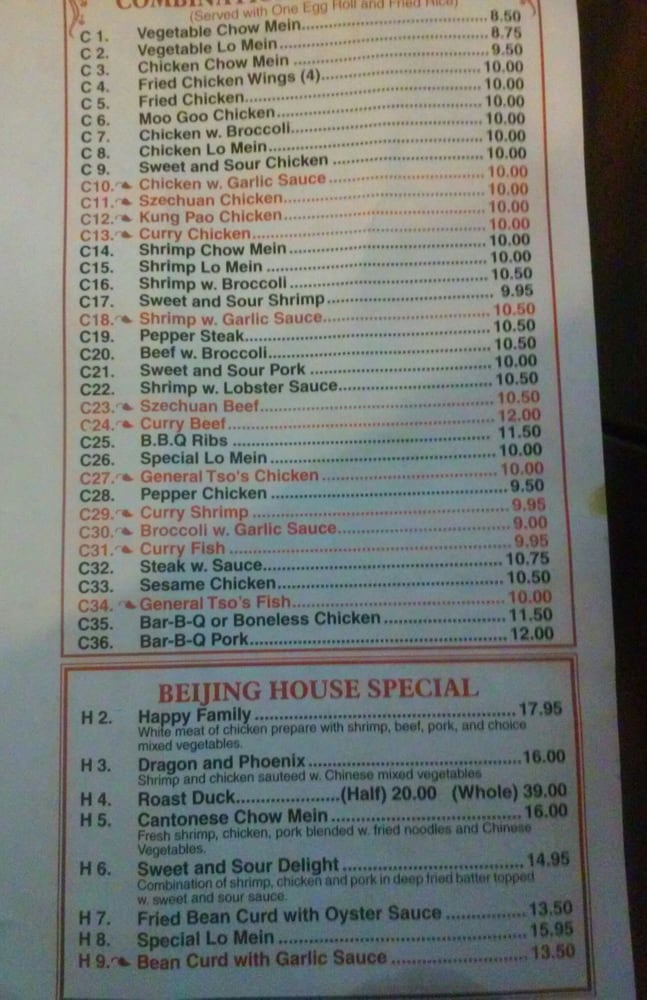 COMBINATI
(Served with One Egg Roll and Fried Rice)
C 1. Vegetable Chow Mein 8.50
C 2. Vegetable Lo Mein 8.75
C 3. Chicken Chow Mein 9.50
C 4. Fried Chicken Wings (4) 10.00
C 5. Fried Chicken 10.00
C 6. Moo Goo Chicken 10.00
C 7. Chicken w. Broccoli 10.00
C 8. Chicken Lo Mein 10.00
C 9. Sweet and Sour Chicken 10.00
C10. Chicken w. Garlic Sauce 10.00
C11. Szechuan Chicken 10.00
C12. Kung Pao Chicken 10.00
C13. Curry Chicken 10.00
C14. Shrimp Chow Mein 10.00
C15. Shrimp Lo Mein 10.00
C16. Shrimp w. Broccoli 10.50
C17. Sweet and Sour Shrimp 9.95
C18. Shrimp w. Garlic Sauce 10.50
C19. Pepper Steak 10.50
C20. Beef w. Broccoli 10.50
C21. Sweet and Sour Pork 10.00
C22. Shrimp w. Lobster Sauce 10.50
C23. Szechuan Beef 10.50
C24. Curry Beef 12.00
C25. B.B.Q Ribs 11.50
C26. Special Lo Mein 10.00
C27. General Tso's Chicken 10.00
C28. Pepper Chicken 9.50
C29. Curry Shrimp 9.95
C30. Broccoli w. Garlic Sauce 9.00
C31. Curry Fish 9.95
C32. Steak w. Sauce 10.75
C33. Sesame Chicken 10.50
C34. General Tso's Fish 10.00
C35. Bar-B-Q or Boneless Chicken 11.50
C36. Bar-B-Q Pork 12.00
BEIJING HOUSE SPECIAL
H 2. Happy Family 17.95
White meat of chicken prepare with shrimp, beef, pork, and choice
mixed vegetables.
H 3. Dragon and Phoenix 16.00
Shrimp and chicken sauteed w. Chinese mixed vegetables
H 4. Roast Duck (Half) 20.00 (Whole) 39.00
H 5. Cantonese Chow Mein 16.00
Fresh shrimp, chicken, pork blended w. fried noodles and Chinese
Vegetables.
H 6. Sweet and Sour Delight 14.95
Combination of shrimp, chicken and pork in deep fried batter topped
w. sweet and sour sauce.
H 7. Fried Bean Curd with Oyster Sauce 13.50
H 8. Special Lo Mein 15.95
H 9. Bean Curd with Garlic Sauce 13.50